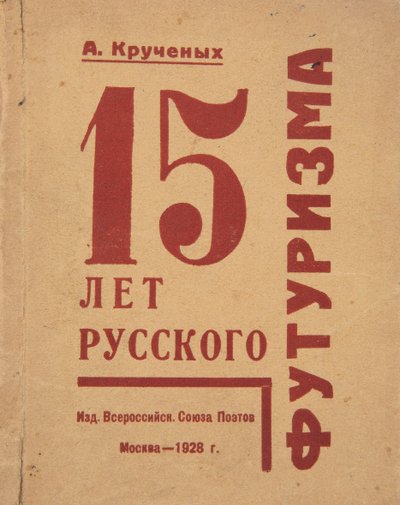 А. Крученых
15
ЛЕТ
РУССКОГО
ФУТУРИЗМА
Изд. Всероссийск. Союза Поэтов
Москва—1928 г.